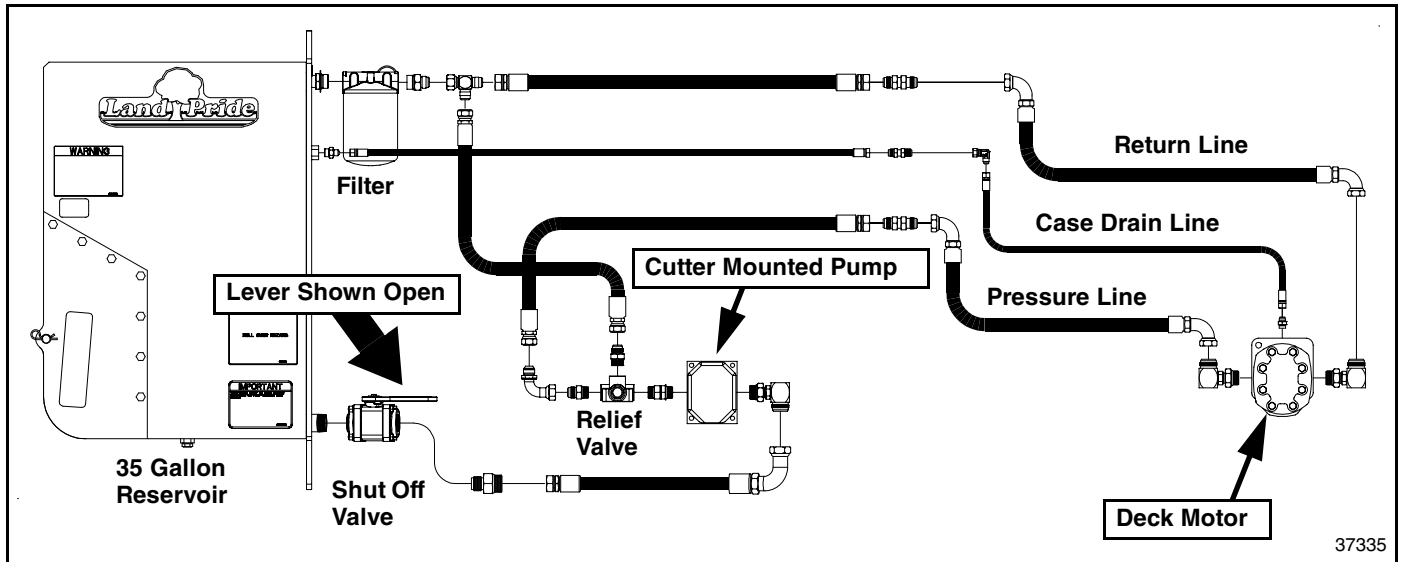 Land Pride
WARNING
Filter
Return Line
Case Drain Line
Cutter Mounted Pump
Lever Shown Open
Pressure Line
IMPORTANT
Relief
Valve
35 Gallon
Reservoir
Shut Off
Valve
Deck Motor
37335